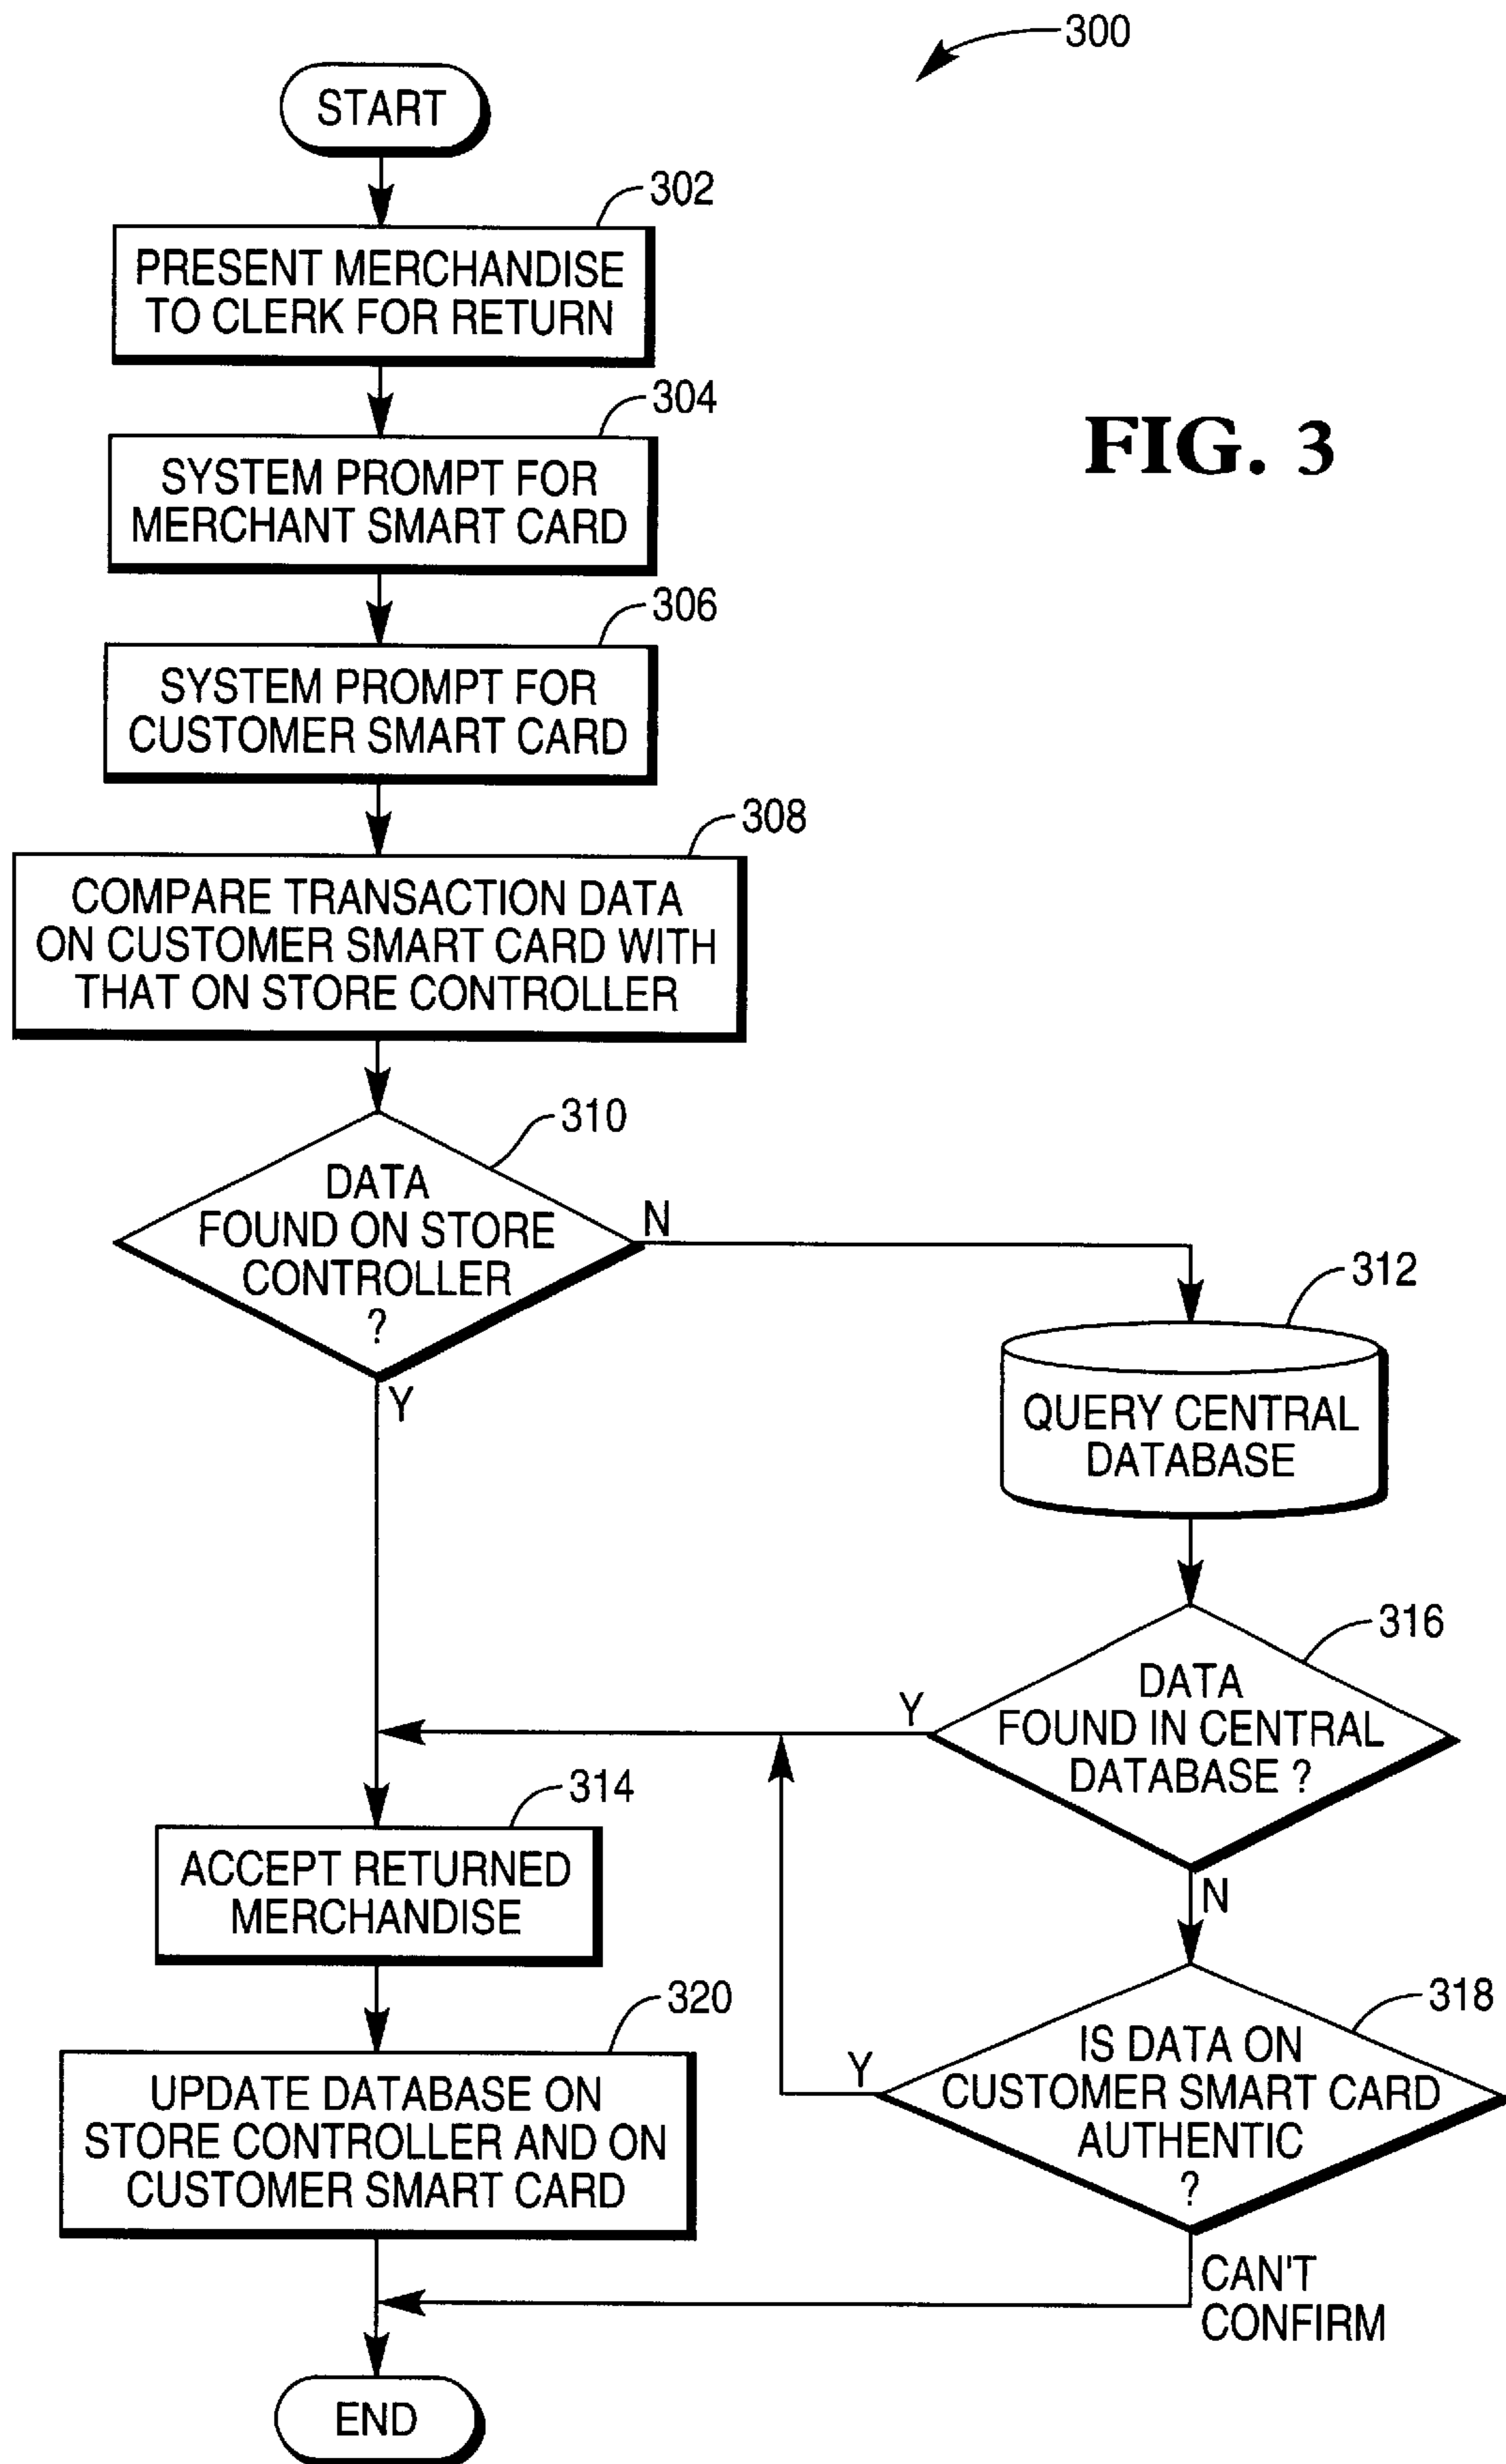 300
START
302
PRESENT MERCHANDISE
TO CLERK FOR RETURN
304
SYSTEM PROMPT FOR
MERCHANT SMART CARD
FIG. 3
306
SYSTEM PROMPT FOR
CUSTOMER SMART CARD
308
COMPARE TRANSACTION DATA
ON CUSTOMER SMART CARD WITH
THAT ON STORE CONTROLLER
310
DATA
FOUND ON STORE
CONTROLLER
?
N
Y
312
QUERY CENTRAL
DATABASE
316
DATA
FOUND IN CENTRAL
DATABASE ?
Y
N
314
ACCEPT RETURNED
MERCHANDISE
318
IS DATA ON
CUSTOMER SMART CARD
AUTHENTIC
?
Y
CAN'T
CONFIRM
320
UPDATE DATABASE ON
STORE CONTROLLER AND ON
CUSTOMER SMART CARD
END